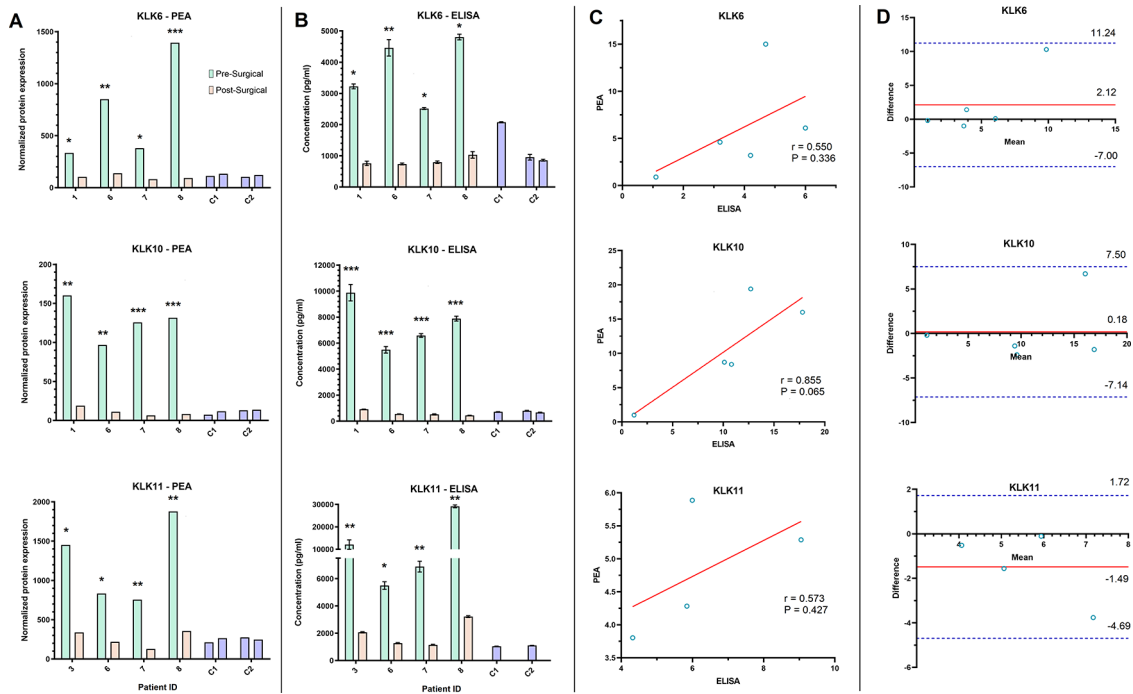 A
KLK6 - PEA
Normalized protein expression
1500
1000
500
0
*
**
*
***
Pre-Surgical
Post-Surgical
1
6
7
8
C1
C2
KLK10 - PEA
Normalized protein expression
200
150
100
50
0
**
**
***
***
1
6
7
8
C1
C2
KLK11 - PEA
Normalized protein expression
2000
1500
1000
500
0
*
*
**
**
3
6
7
8
C1
C2
Patient ID
B
KLK6 - ELISA
Concentration (pg/ml)
5000
4000
3000
2000
1000
0
*
**
*
*
1
6
7
8
C1
C2
KLK10 - ELISA
Concentration (pg/ml)
12000
10000
8000
6000
4000
2000
0
***
***
***
***
1
6
7
8
C1
C2
KLK11 - ELISA
Concentration (pg/ml)
30000
20000
10000
8000
6000
4000
2000
0
**
*
**
**
3
6
7
8
C1
C2
Patient ID
C
KLK6
PEA
15
10
5
0
r = 0.550
P = 0.336
0
2
4
6
ELISA
KLK10
PEA
25
20
15
10
5
0
r = 0.855
P = 0.065
0
5
10
15
20
ELISA
KLK11
PEA
6.0
5.5
5.0
4.5
4.0
3.5
r = 0.573
P = 0.427
4
6
8
10
ELISA
D
KLK6
Difference
15
10
5
0
-5
-10
11.24
2.12
-7.00
5
10
15
Mean
KLK10
Difference
10
5
0
-5
-10
7.50
0.18
-7.14
5
10
15
20
Mean
KLK11
Difference
2
0
-2
-4
-6
1.72
-1.49
-4.69
4
5
6
7
8
Mean